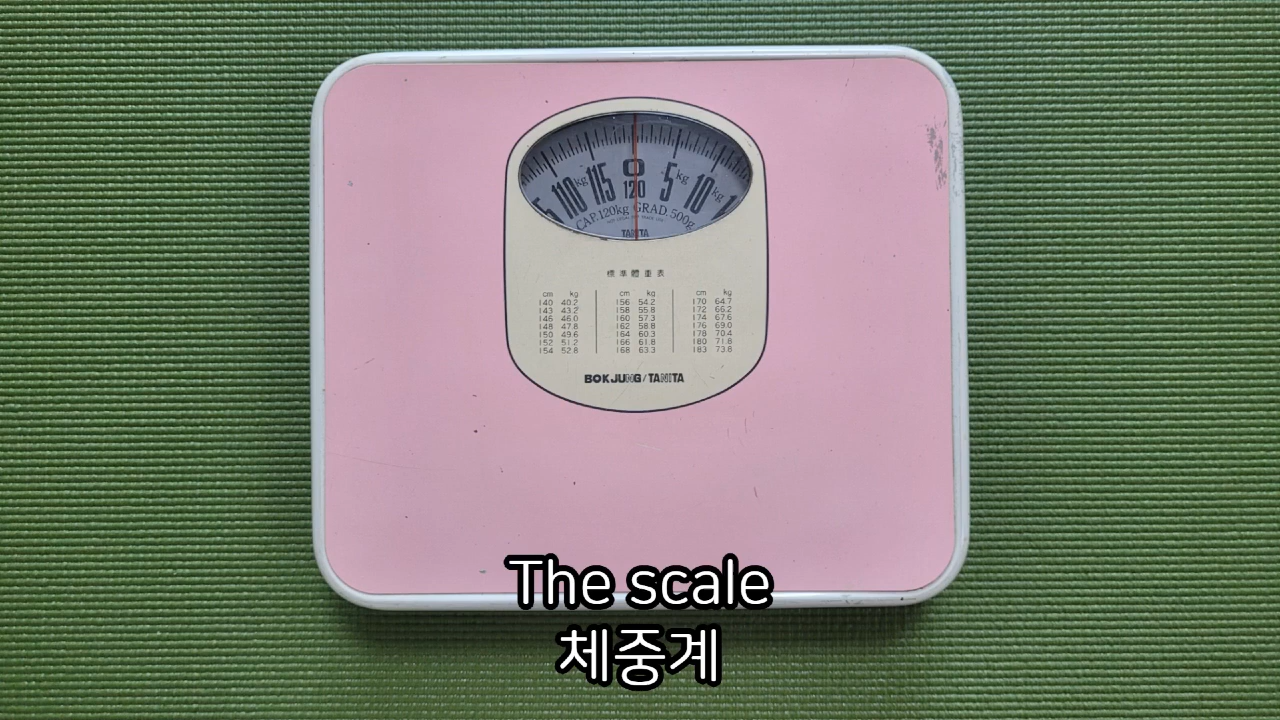 5 110kg 115 0 5kg 10kg 1
120
CAP.120kg GRAD.500g
TANITA
標準體重表
cm kg cm kg cm kg
140 40.2 156 54.2 170 64.7
143 43.2 158 55.8 172 66.2
146 46.0 160 57.3 174 67.6
148 47.8 162 58.8 176 69.0
150 49.6 164 60.3 178 70.4
152 51.2 166 61.8 180 71.8
154 52.8 168 63.3 183 73.8
BOKJUNG/TANITA
The scale
체중계